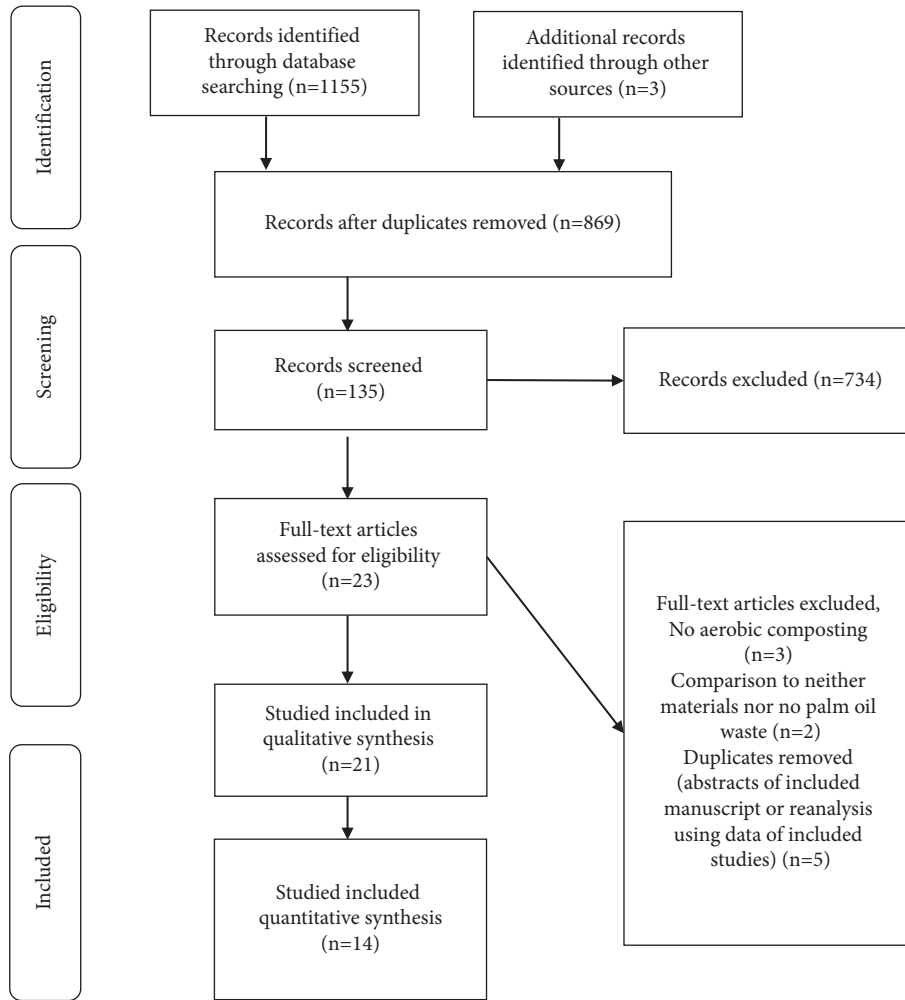 Identification
Records identified
through database
searching (n=1155)
Additional records
identified through other
sources (n=3)
Records after duplicates removed (n=869)
Screening
Records screened
(n=135)
Records excluded (n=734)
Eligibility
Full-text articles
assessed for eligibility
(n=23)
Full-text articles excluded,
No aerobic composting
(n=3)
Comparison to neither
materials nor no palm oil
waste (n=2)
Duplicates removed
(abstracts of included
manuscript or reanalysis
using data of included
studies) (n=5)
Studied included in
qualitative synthesis
(n=21)
Included
Studied included
quantitative synthesis
(n=14)